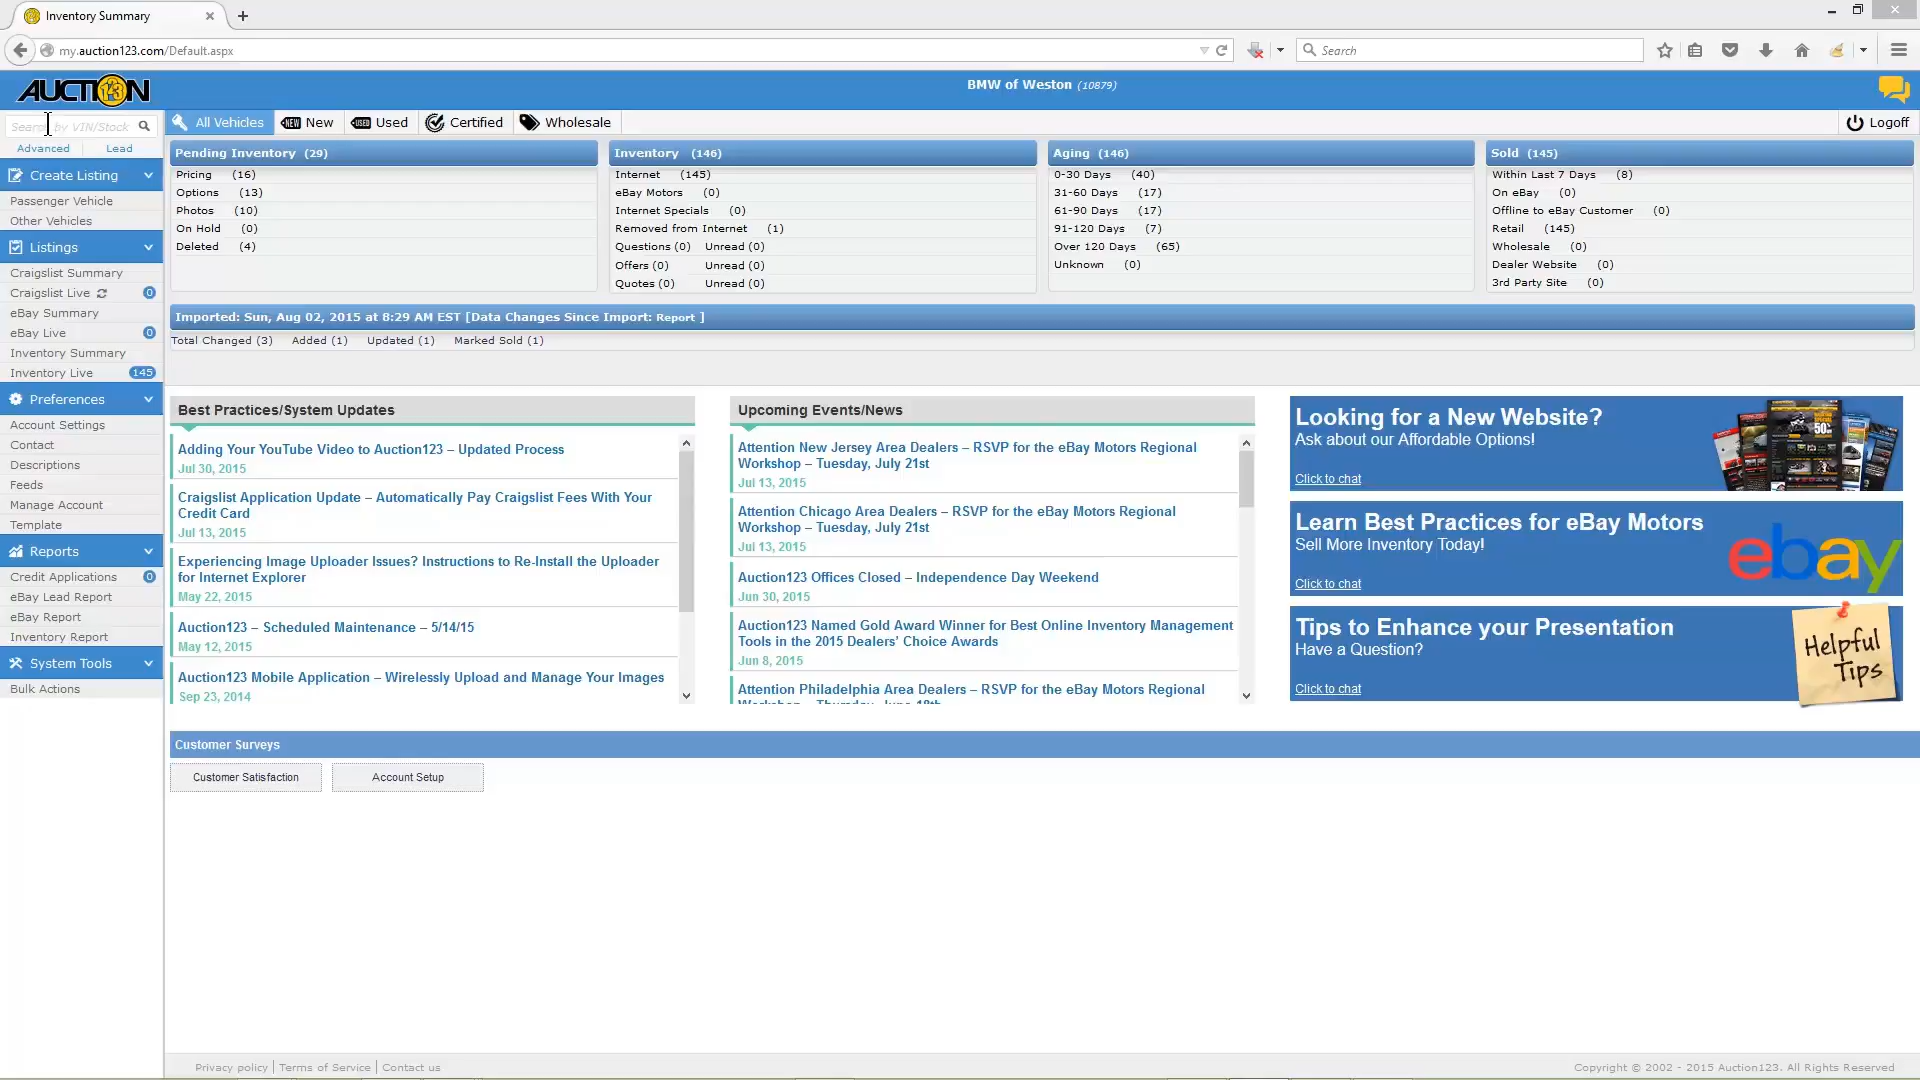 Inventory Summary
my.auction123.com/Default.aspx
Search
AUCTION
123
BMW of Weston (10879)
Search by VIN/Stock
All Vehicles
NEW New
USED Used
Certified
Wholesale
Logoff
Advanced
Lead
Create Listing
Passenger Vehicle
Other Vehicles
Listings
Craigslist Summary
Craigslist Live 0
eBay Summary
eBay Live 0
Inventory Summary
Inventory Live 145
Preferences
Account Settings
Contact
Descriptions
Feeds
Manage Account
Template
Reports
Credit Applications 0
eBay Lead Report
eBay Report
Inventory Report
System Tools
Bulk Actions
Pending Inventory (29)
Pricing (16)
Options (13)
Photos (10)
On Hold (0)
Deleted (4)
Inventory (146)
Internet (145)
eBay Motors (0)
Internet Specials (0)
Removed from Internet (1)
Questions (0) Unread (0)
Offers (0) Unread (0)
Quotes (0) Unread (0)
Aging (146)
0-30 Days (40)
31-60 Days (17)
61-90 Days (17)
91-120 Days (7)
Over 120 Days (65)
Unknown (0)
Sold (145)
Within Last 7 Days (8)
On eBay (0)
Offline to eBay Customer (0)
Retail (145)
Wholesale (0)
Dealer Website (0)
3rd Party Site (0)
Imported: Sun, Aug 02, 2015 at 8:29 AM EST [Data Changes Since Import: Report ]
Total Changed (3) Added (1) Updated (1) Marked Sold (1)
Best Practices/System Updates
Adding Your YouTube Video to Auction123 – Updated Process
Jul 30, 2015
Craigslist Application Update – Automatically Pay Craigslist Fees With Your
Credit Card
Jul 13, 2015
Experiencing Image Uploader Issues? Instructions to Re-Install the Uploader
for Internet Explorer
May 22, 2015
Auction123 – Scheduled Maintenance – 5/14/15
May 12, 2015
Auction123 Mobile Application – Wirelessly Upload and Manage Your Images
Sep 23, 2014
Upcoming Events/News
Attention New Jersey Area Dealers – RSVP for the eBay Motors Regional
Workshop – Tuesday, July 21st
Jul 13, 2015
Attention Chicago Area Dealers – RSVP for the eBay Motors Regional
Workshop – Tuesday, July 21st
Jul 13, 2015
Auction123 Offices Closed – Independence Day Weekend
Jun 30, 2015
Auction123 Named Gold Award Winner for Best Online Inventory Management
Tools in the 2015 Dealers' Choice Awards
Jun 8, 2015
Attention Philadelphia Area Dealers – RSVP for the eBay Motors Regional
Workshop – Thursday, June 18th
Looking for a New Website?
Ask about our Affordable Options!
Click to chat
Learn Best Practices for eBay Motors
Sell More Inventory Today!
Click to chat
ebay
Tips to Enhance your Presentation
Have a Question?
Click to chat
Helpful
Tips
Customer Surveys
Customer Satisfaction
Account Setup
Privacy policy | Terms of Service | Contact us
Copyright © 2002 - 2015 Auction123. All Rights Reserved